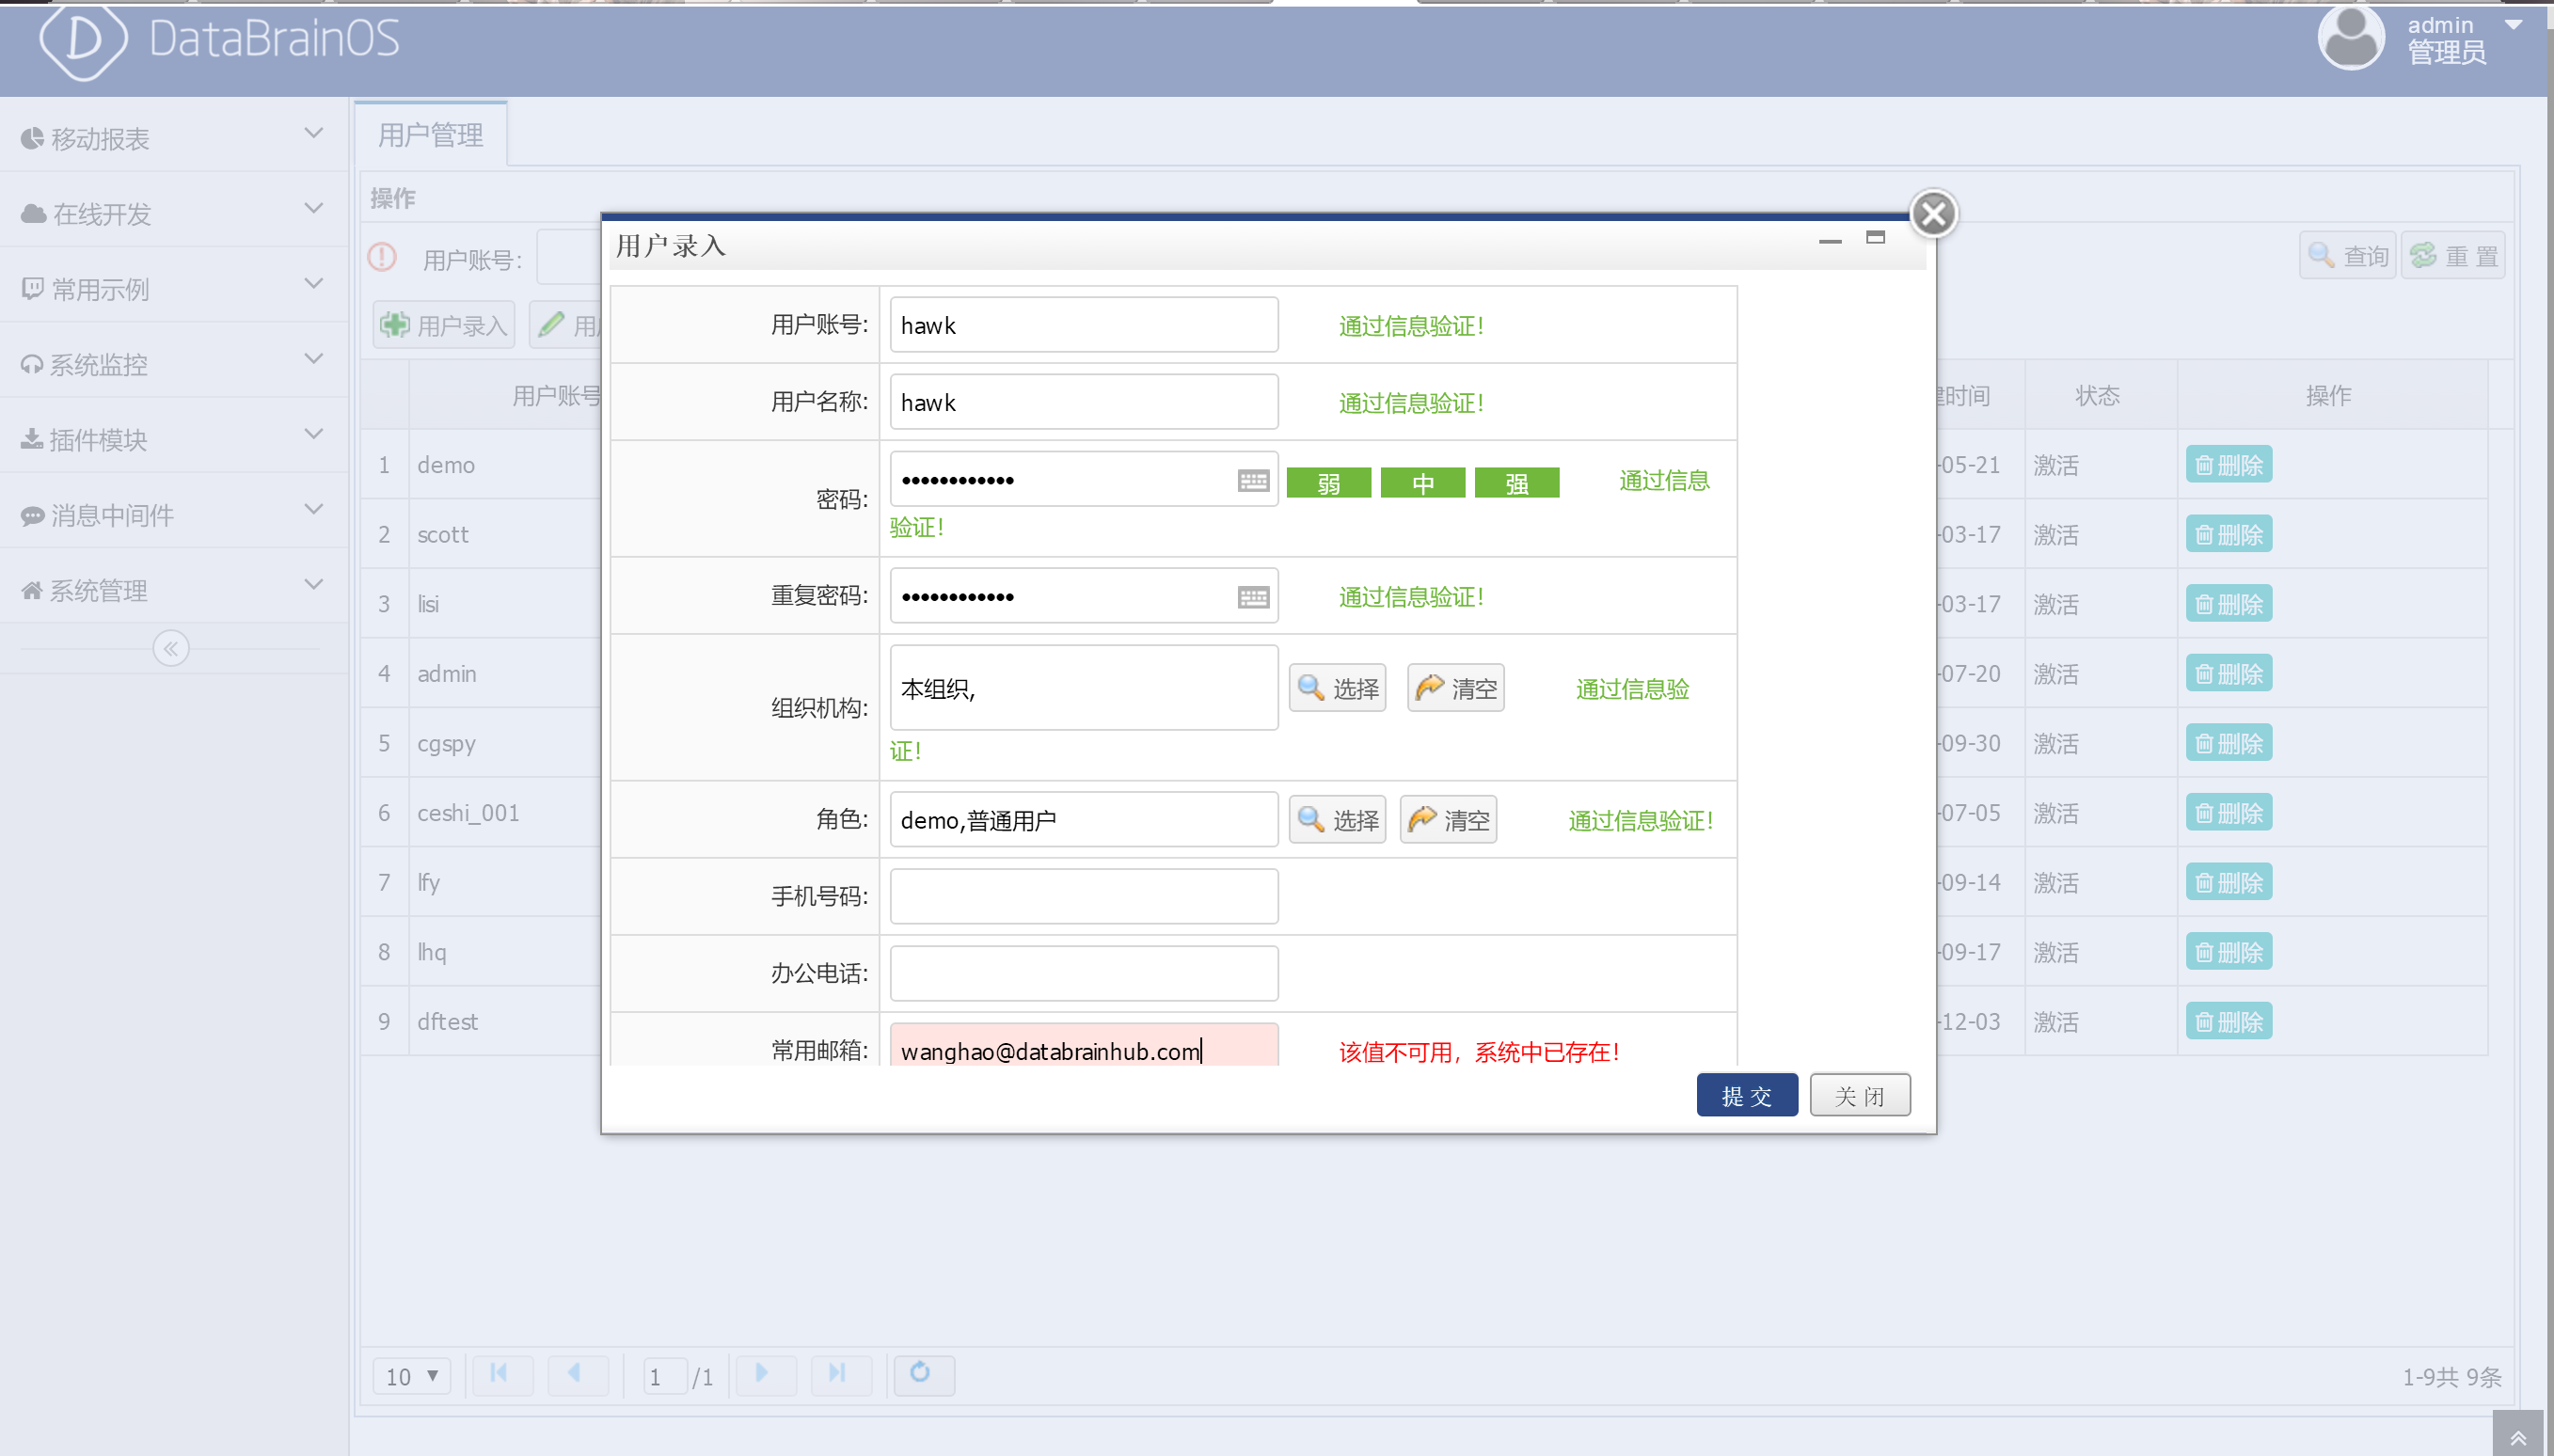 DataBrainOS
admin
管理员
移动报表
在线开发
常用示例
系统监控
插件模块
消息中间件
系统管理
用户管理
操作
用户账号:
查询
重 置
用户录入
用户账号
时间
状态
操作
1 demo -05-21 激活 删除
2 scott -03-17 激活 删除
3 lisi -03-17 激活 删除
4 admin -07-20 激活 删除
5 cgspy -09-30 激活 删除
6 ceshi_001 -07-05 激活 删除
7 lfy -09-14 激活 删除
8 lhq -09-17 激活 删除
9 dftest -12-03 激活 删除
用户录入
用户账号: hawk 通过信息验证!
用户名称: hawk 通过信息验证!
密码: •••••••••••• 弱 中 强 通过信息
验证!
重复密码: •••••••••••• 通过信息验证!
组织机构: 本组织, 选择 清空 通过信息验
证!
角色: demo,普通用户 选择 清空 通过信息验证!
手机号码:
办公电话:
常用邮箱: wanghao@databrainhub.com 该值不可用，系统中已存在!
提 交
关 闭
10
1 /1
1-9共 9条